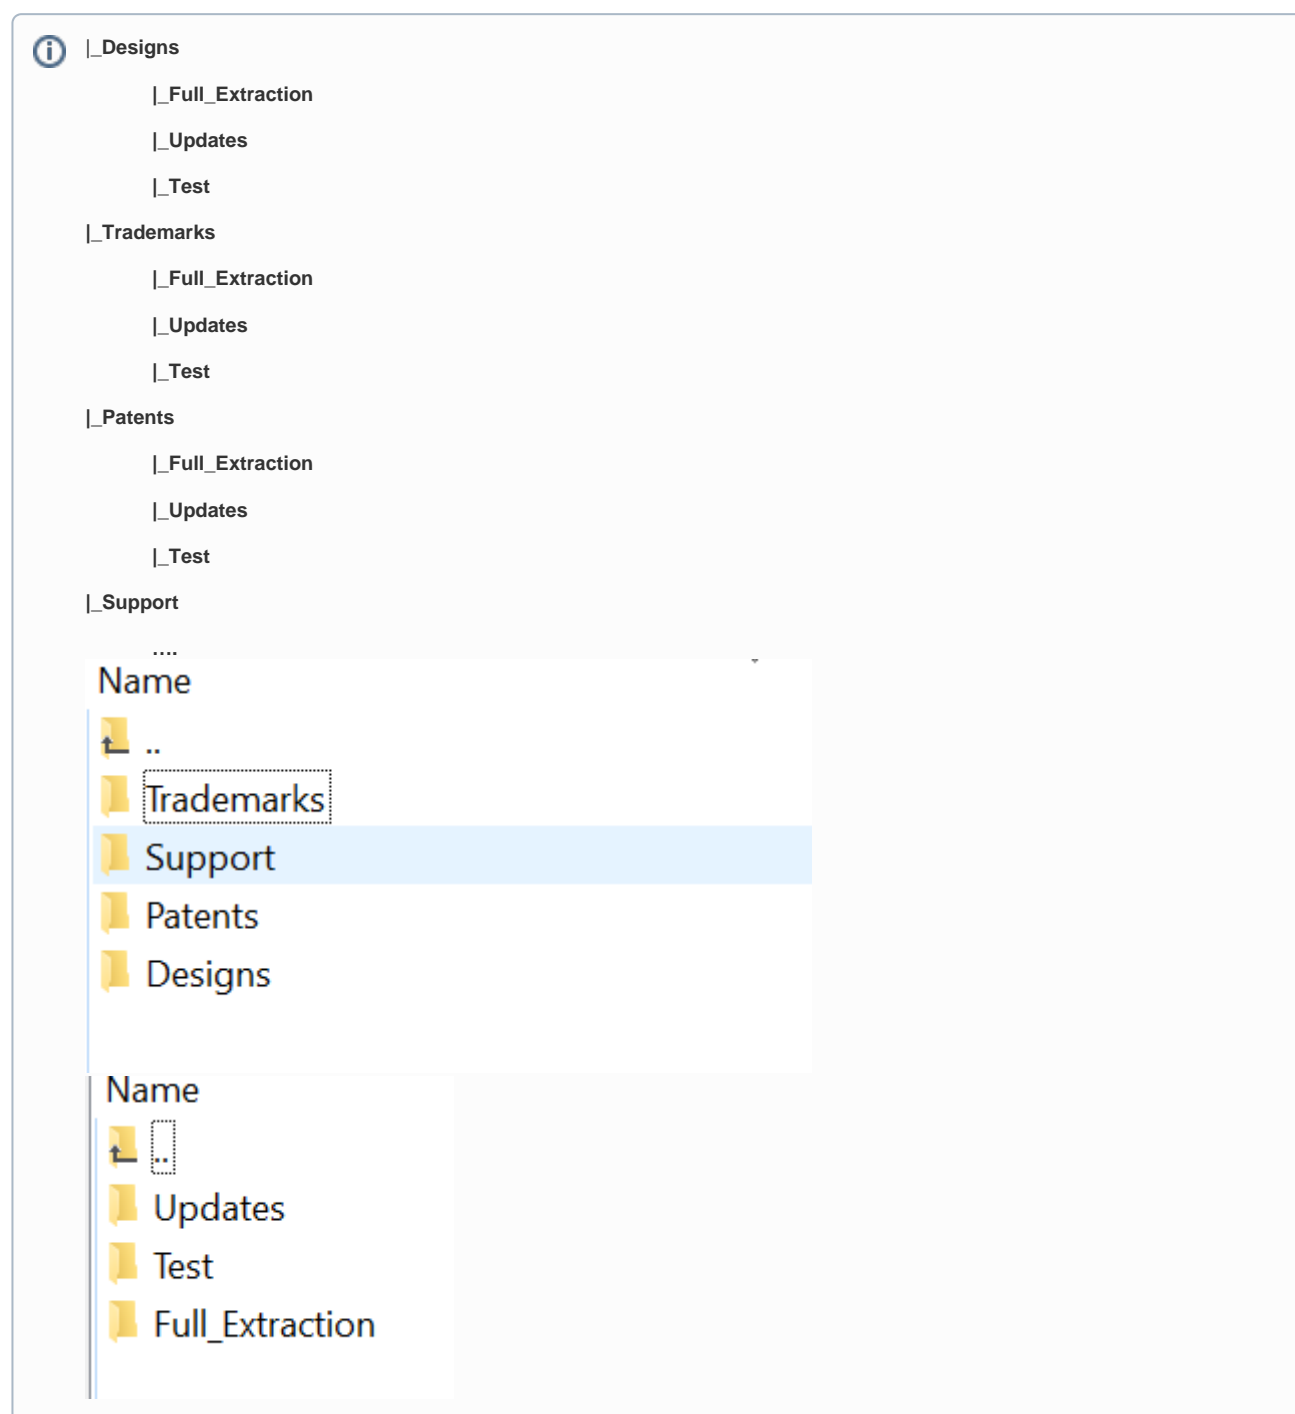 |_Designs
|_Full_Extraction
|_Updates
|_Test
|_Trademarks
|_Full_Extraction
|_Updates
|_Test
|_Patents
|_Full_Extraction
|_Updates
|_Test
|_Support
....
Name
..
Trademarks
Support
Patents
Designs
Name
..
Updates
Test
Full_Extraction